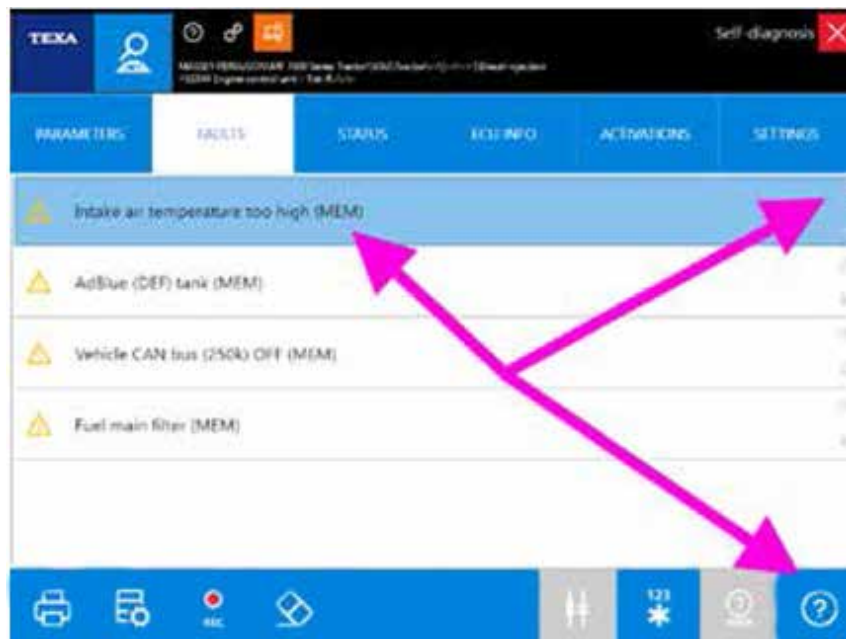 TEXA
Self-diagnosis
PARAMETERS FAULTS STATUS ECU INFO ACTIVATIONS SETTINGS
Intake air temperature too high (MEM)
AdBlue (DEF) tank (MEM)
Vehicle CAN bus (250k) OFF (MEM)
Fuel main filter (MEM)
REC
123